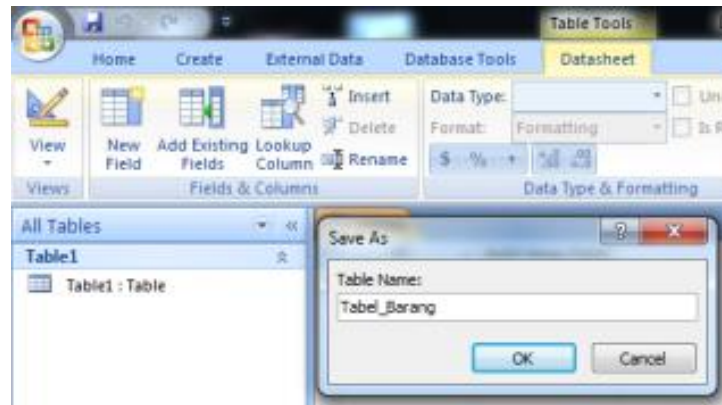 Table Tools
Home Create External Data Database Tools Datasheet
View
New Field
Add Existing Fields
Lookup Column
Insert
Delete
Rename
Data Type:
Format: Formatting
$ %
Views
Fields & Columns
Data Type & Formatting
All Tables
Table1
Table1 : Table
Save As
Table Name:
Tabel_Barang
OK Cancel